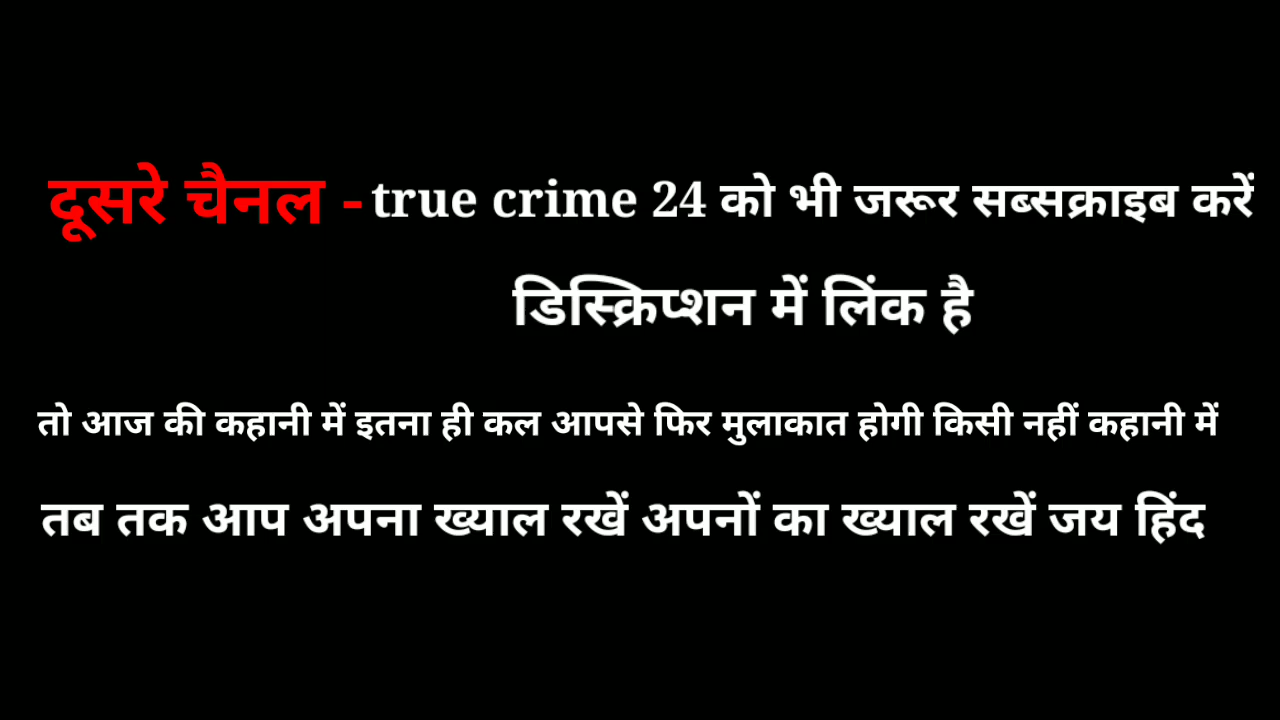 दूसरे चैनल - true crime 24 को भी जरूर सब्सक्राइब करें
डिस्क्रिप्शन में लिंक है
तो आज की कहानी में इतना ही कल आपसे फिर मुलाकात होगी किसी नहीं कहानी में
तब तक आप अपना ख्याल रखें अपनों का ख्याल रखें जय हिंद